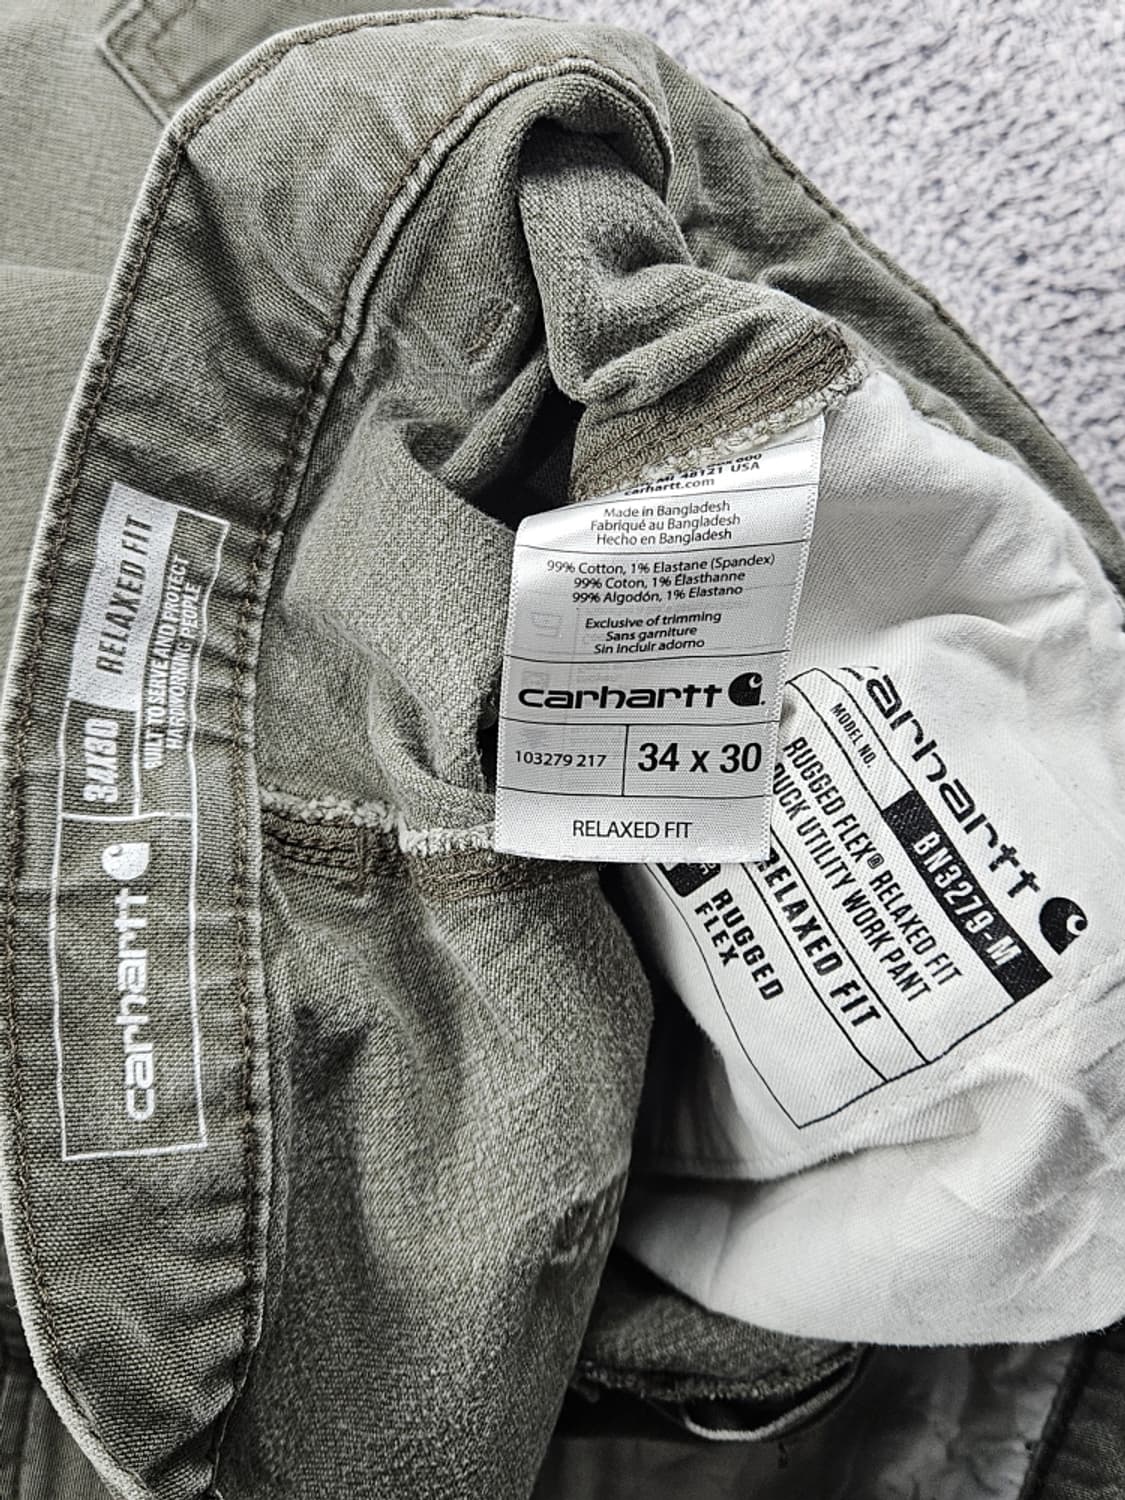 RELAXED FIT
34X30
BUILT TO SERVE AND PROTECT
HARDWORKING PEOPLE
carhartt
48121 USA
carhartt.com
Made in Bangladesh
Fabriqué au Bangladesh
Hecho en Bangladesh
99% Cotton, 1% Elastane (Spandex)
99% Coton, 1% Élasthanne
99% Algodón, 1% Elastano
Exclusive of trimming
Sans garniture
Sin Incluir adorno
carhartt
103279 217
34 x 30
RELAXED FIT
carhartt
MODEL NO.
BN3279-M
RUGGED FLEX® RELAXED FIT
DUCK UTILITY WORK PANT
RELAXED FIT
RUGGED
FLEX